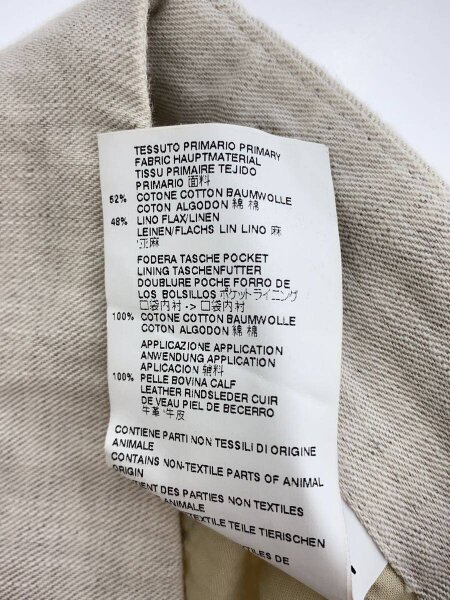 TESSUTO PRIMARIO PRIMARY
FABRIC HAUPTMATERIAL
TISSU PRIMAIRE TEJIDO
PRIMARIO 面料
52% COTONE COTTON BAUMWOLLE
COTON ALGODON 綿 棉
48% LINO FLAX/LINEN
LEINEN/FLACHS LIN LINO 麻
亚麻
FODERA TASCHE POCKET
LINING TASCHENFUTTER
DOUBLURE POCHE FORRO DE
LOS BOLSILLOS ポケットライニング
口袋内衬 -> 口袋内衬
100% COTONE COTTON BAUMWOLLE
COTON ALGODON 綿 棉
APPLICAZIONE APPLICATION
ANWENDUNG APPLICATION
APLICACION 辅料
100% PELLE BOVINA CALF
LEATHER RINDSLEDER CUIR
DE VEAU PIEL DE BECERRO
牛革 牛皮
CONTIENE PARTI NON TESSILI DI ORIGINE
ANIMALE
CONTAINS NON-TEXTILE PARTS OF ANIMAL
ORIGIN
DES PARTIES NON TEXTILES
ANIMALE
TEILE TIERISCHEN
DE